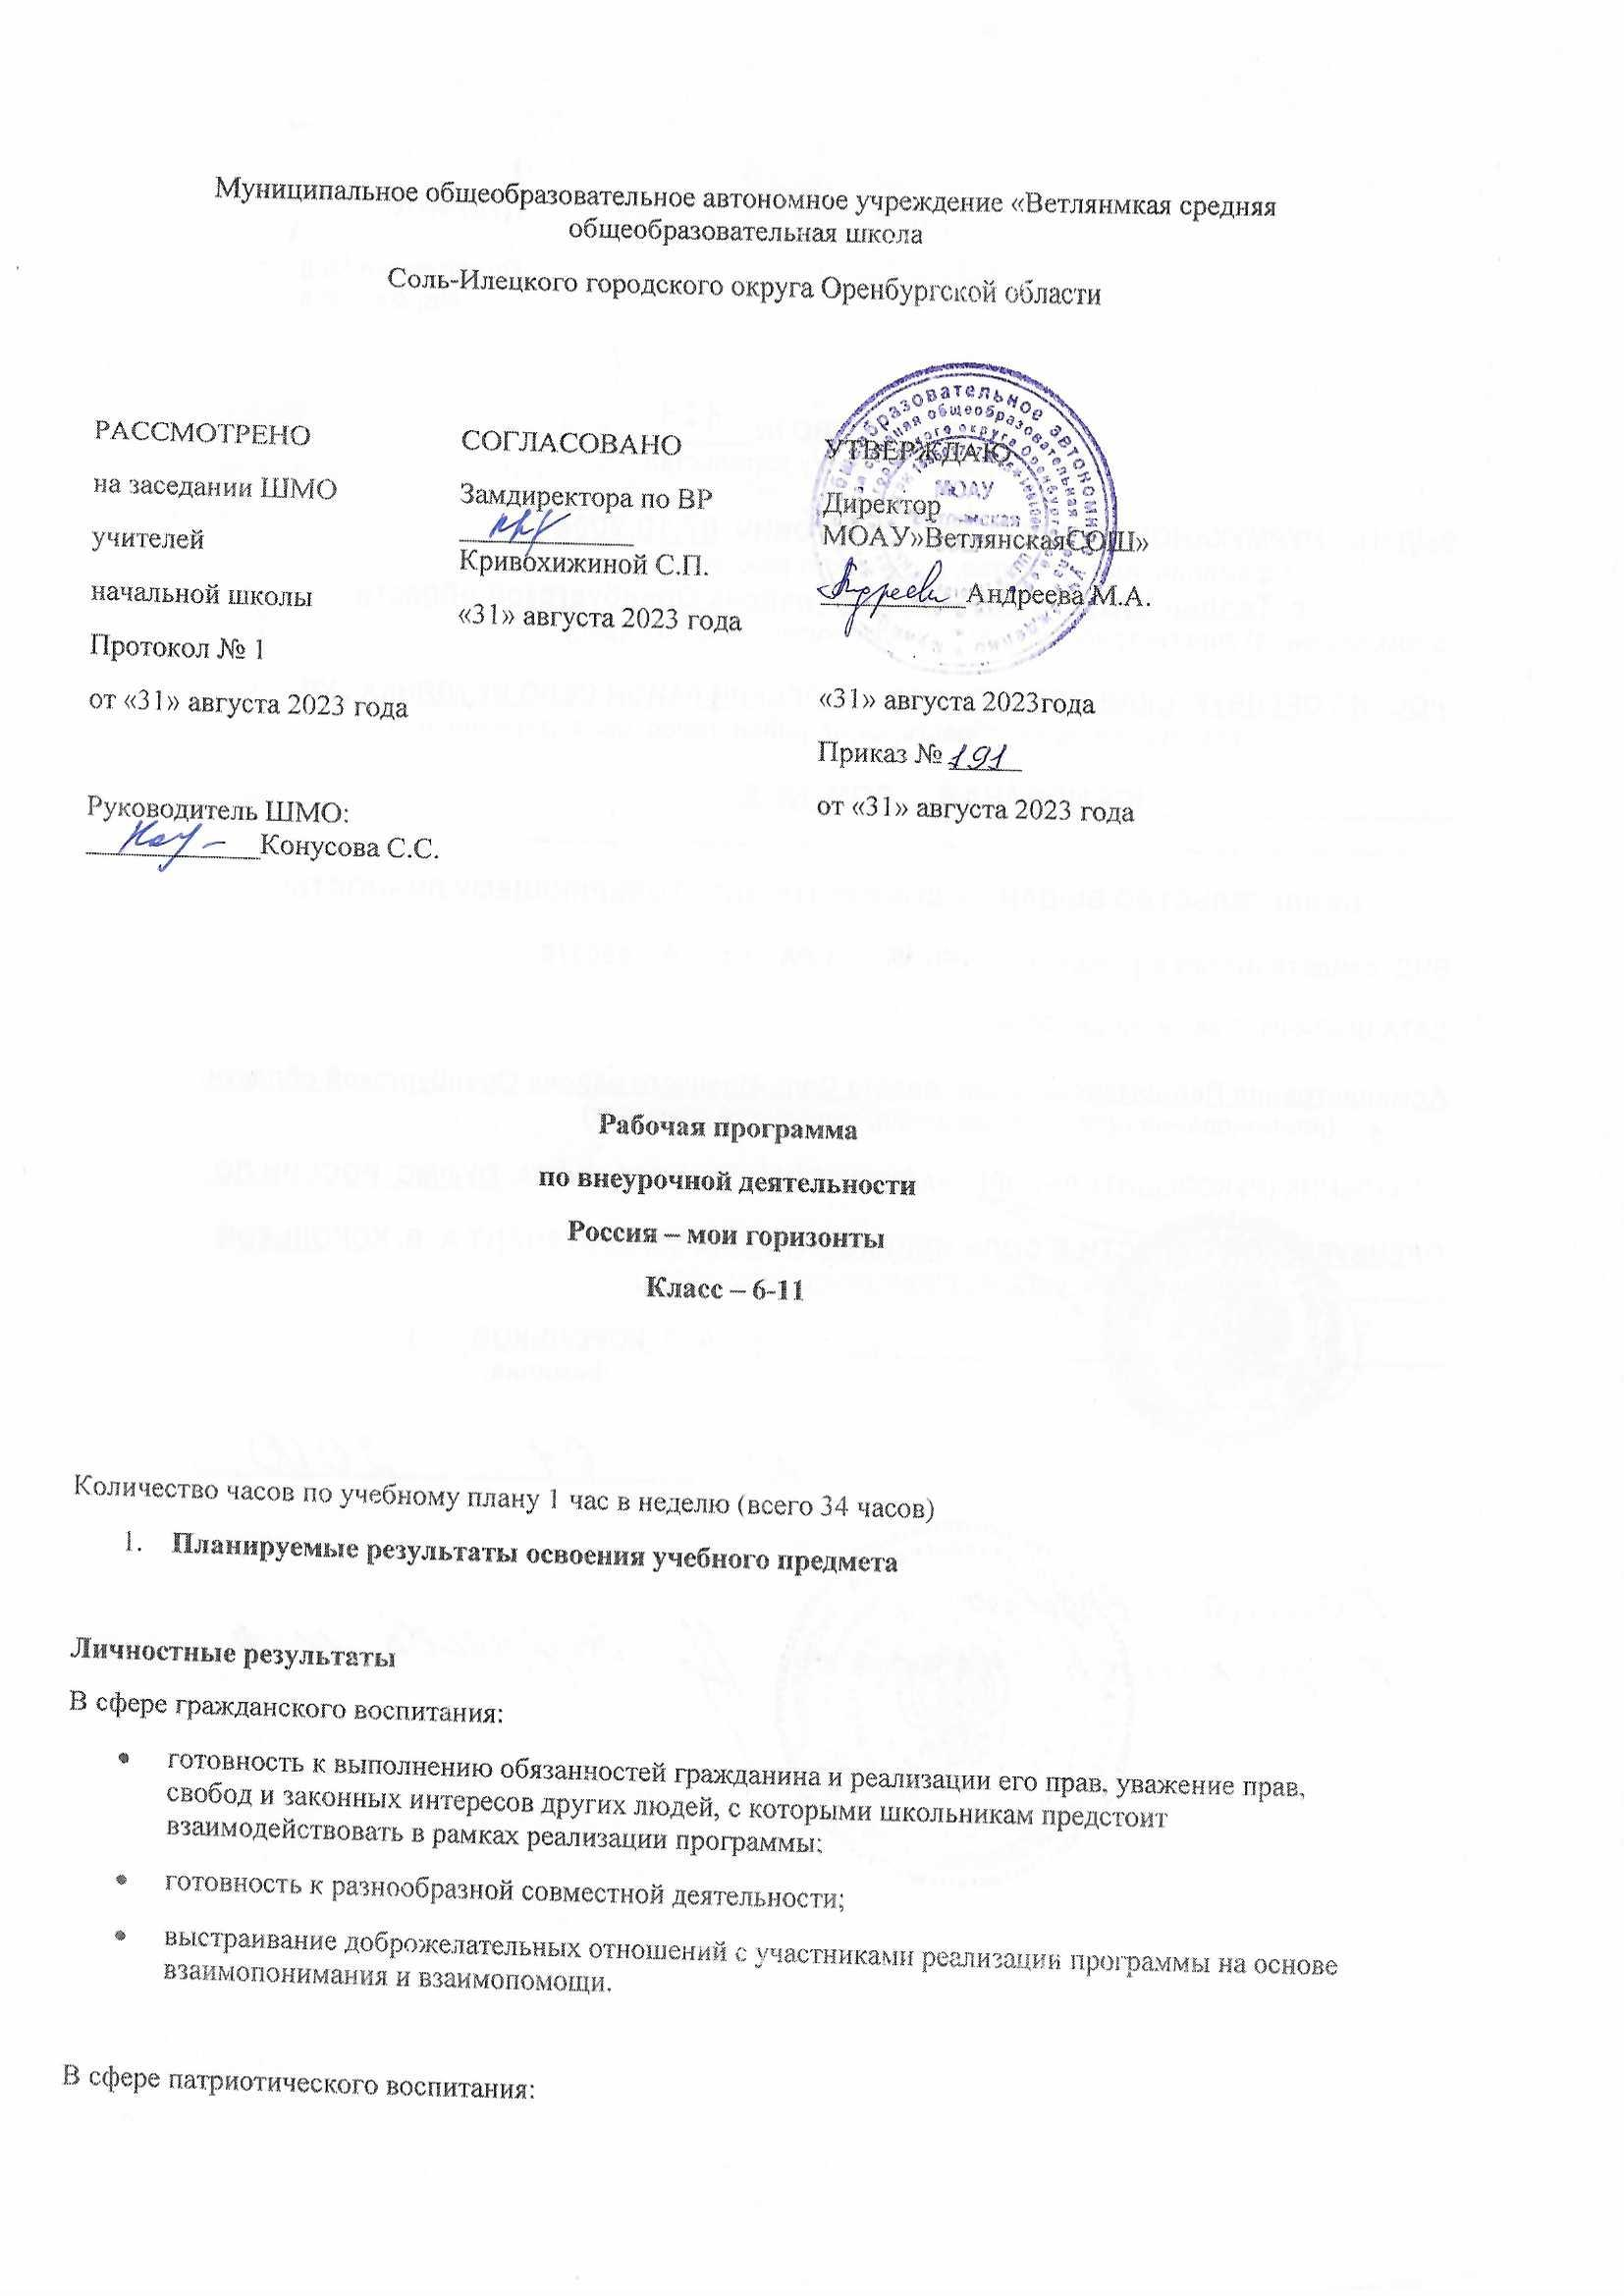 Муниципальное общеобразовательное автономное учреждение «Ветлянмкая средняя
общеобразовательная школа
Соль-Илецкого городского округа Оренбургской области
РАССМОТРЕНО
на заседании ШМО
учителей
начальной школы
Протокол № 1
от «31» августа 2023 года
Руководитель ШМО:
Конусова С.С.
СОГЛАСОВАНО
Замдиректора по ВР
Кривохижиной С.П.
«31» августа 2023 года
УТВЕРЖДАЮ
Директор
МОАУ»ВетлянскаяСОШ»
Андреева М.А.
«31» августа 2023года
Приказ № 191
от «31» августа 2023 года
Рабочая программа
по внеурочной деятельности
Россия – мои горизонты
Класс – 6-11
Количество часов по учебному плану 1 час в неделю (всего 34 часов)
1. Планируемые результаты освоения учебного предмета
Личностные результаты
В сфере гражданского воспитания:
• готовность к выполнению обязанностей гражданина и реализации его прав, уважение прав,
свобод и законных интересов других людей, с которыми школьникам предстоит
взаимодействовать в рамках реализации программы;
• готовность к разнообразной совместной деятельности;
• выстраивание доброжелательных отношений с участниками реализации программы на основе
взаимопонимания и взаимопомощи.
В сфере патриотического воспитания: